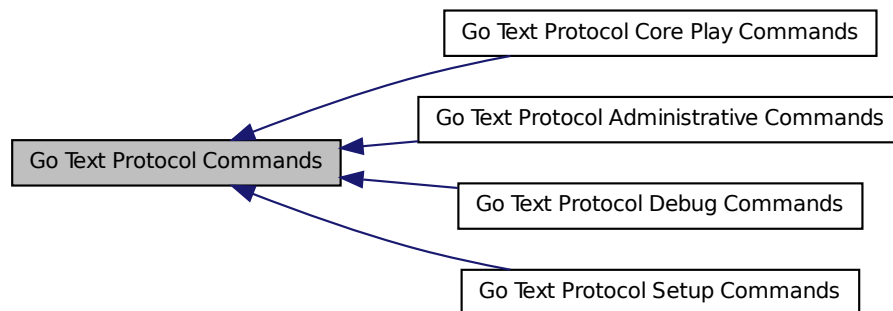 Go Text Protocol Core Play Commands
Go Text Protocol Administrative Commands
Go Text Protocol Commands
Go Text Protocol Debug Commands
Go Text Protocol Setup Commands